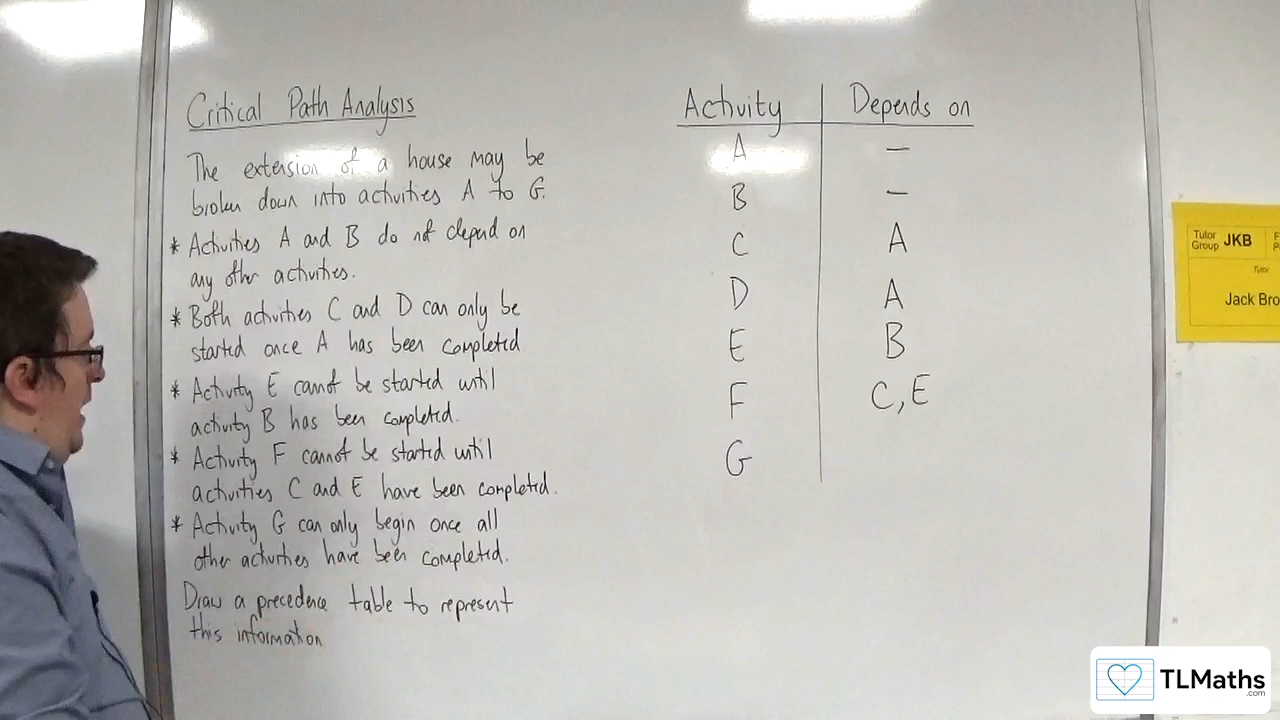 Critical Path Analysis
The extension of a house may be
broken down into activities A to G.
* Activities A and B do not depend on
any other activities.
* Both activities C and D can only be
started once A has been completed
* Activity E cannot be started until
activity B has been completed.
* Activity F cannot be started until
activities C and E have been completed.
* Activity G can only begin once all
other activities have been completed.
Draw a precedence table to represent
this information
Activity Depends on
A –
B –
C A
D A
E B
F C, E
G
Tutor
Group JKB
Tutor
Jack Bro
TLMaths
.com